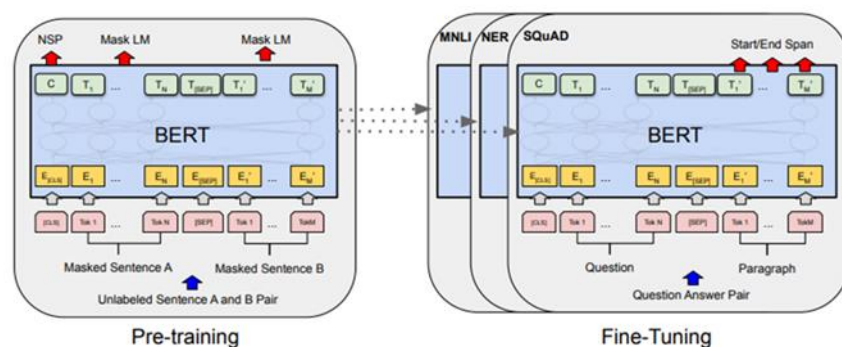 NSP Mask LM Mask LM
C T1 ... TN T[SEP] T1' ... TM'
BERT
E[CLS] E1 ... EN E[SEP] E1' ... EM'
[CLS] Tok 1 ... Tok N [SEP] Tok 1 ... TokM
Masked Sentence A Masked Sentence B
Unlabeled Sentence A and B Pair
Pre-training
MNLI NER SQuAD
Start/End Span
C T1 ... TN T[SEP] T1' ... TM'
BERT
E[CLS] E1 ... EN E[SEP] E1' ... EM'
[CLS] Tok 1 ... Tok N [SEP] Tok 1 ... TokM
Question Paragraph
Question Answer Pair
Fine-Tuning